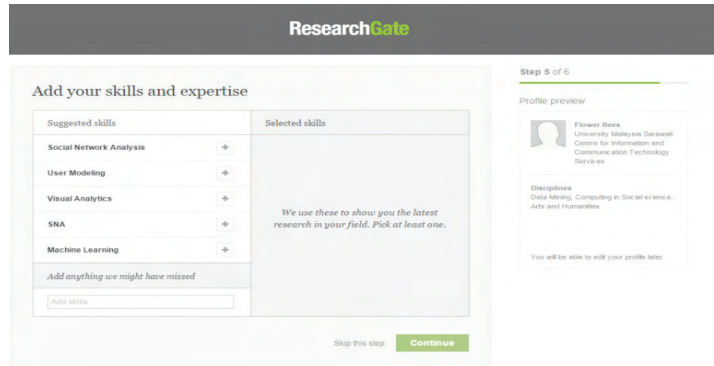 ResearchGate
Add your skills and expertise
Suggested skills
Social Network Analysis
User Modeling
Visual Analytics
SNA
Machine Learning
Add anything we might have missed
Add skills
Selected skills
We use these to show you the latest
research in your field. Pick at least one.
Skip this step
Continue
Step 5 of 6
Profile preview
Flower Bees
University Malaysia Sarawak
Centre for Information and
Communication Technology
Services
Disciplines
Data Mining, Computing in Social science,
Arts and Humanities
You will be able to edit your profile later